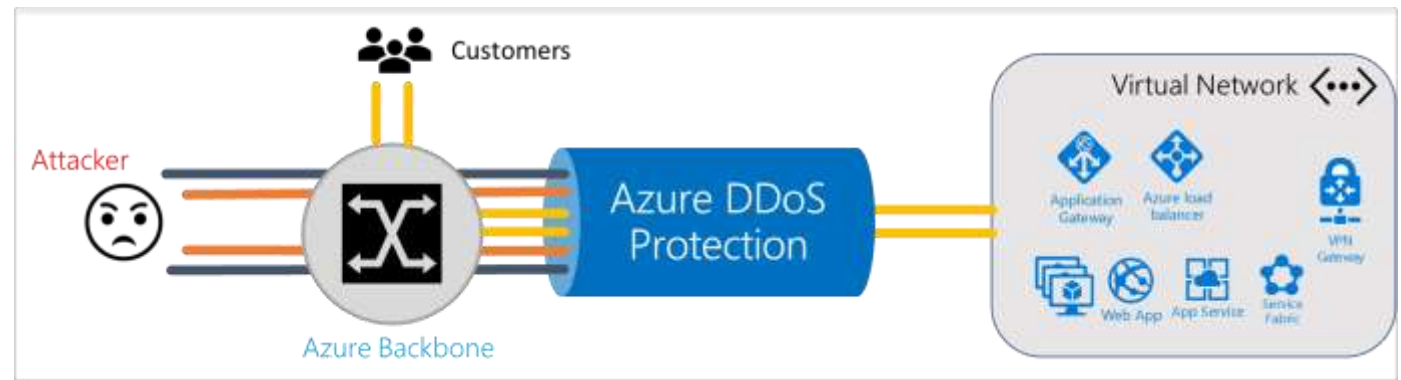 Customers
Virtual Network
Attacker
Azure DDoS
Protection
Application
Gateway
Azure load
balancer
VPN
Gateway
Web App
App Service
Service
Fabric
Azure Backbone